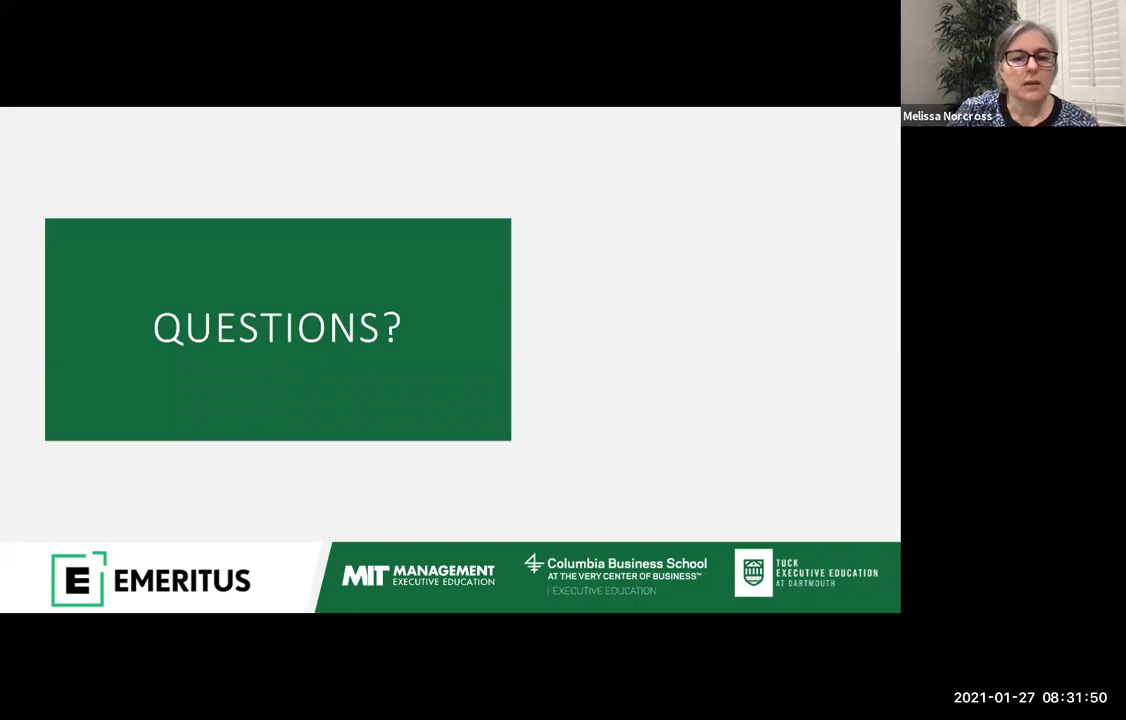 Melissa Norcross
QUESTIONS?
E EMERITUS
MIT MANAGEMENT
EXECUTIVE EDUCATION
Columbia Business School
AT THE VERY CENTER OF BUSINESS™
EXECUTIVE EDUCATION
TUCK
EXECUTIVE EDUCATION
AT DARTMOUTH
2021-01-27 08:31:50